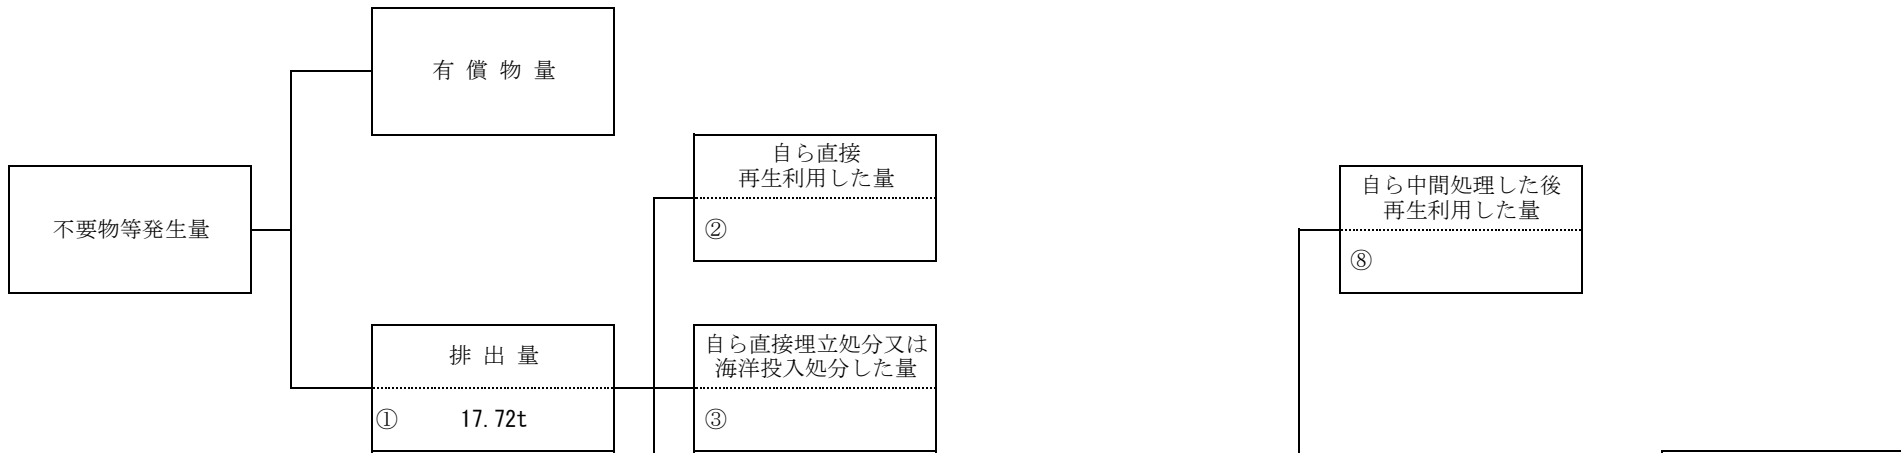 有償物量
自ら直接
再生利用した量
②
自ら中間処理した後
再生利用した量
⑧
不要物等発生量
排出量
① 17.72t
自ら直接埋立処分又は
海洋投入処分した量
③